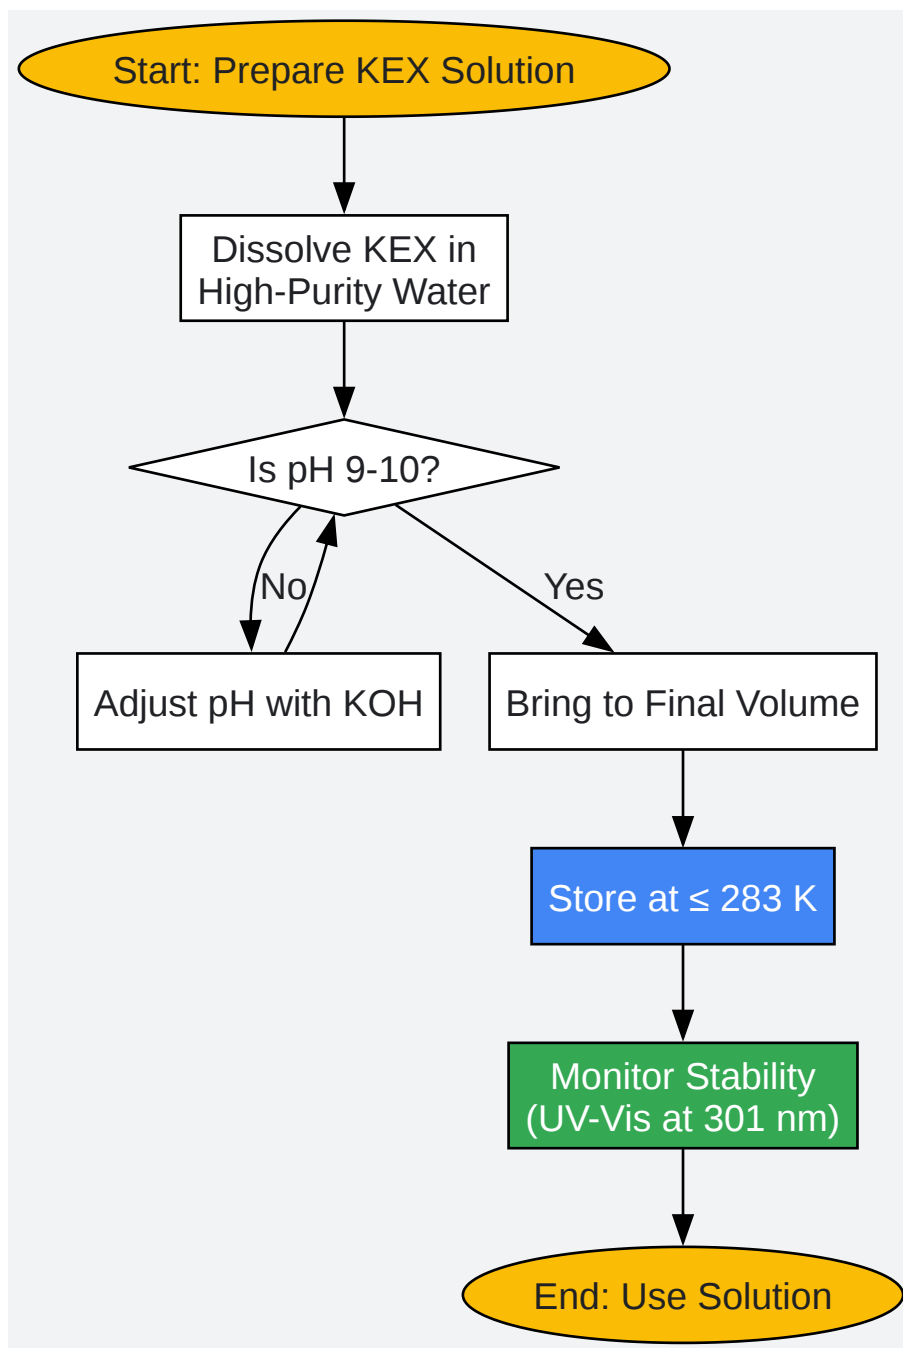 Start: Prepare KEX Solution
Dissolve KEX in
High-Purity Water
Is pH 9-10?
No
Yes
Adjust pH with KOH
Bring to Final Volume
Store at ≤ 283 K
Monitor Stability
(UV-Vis at 301 nm)
End: Use Solution